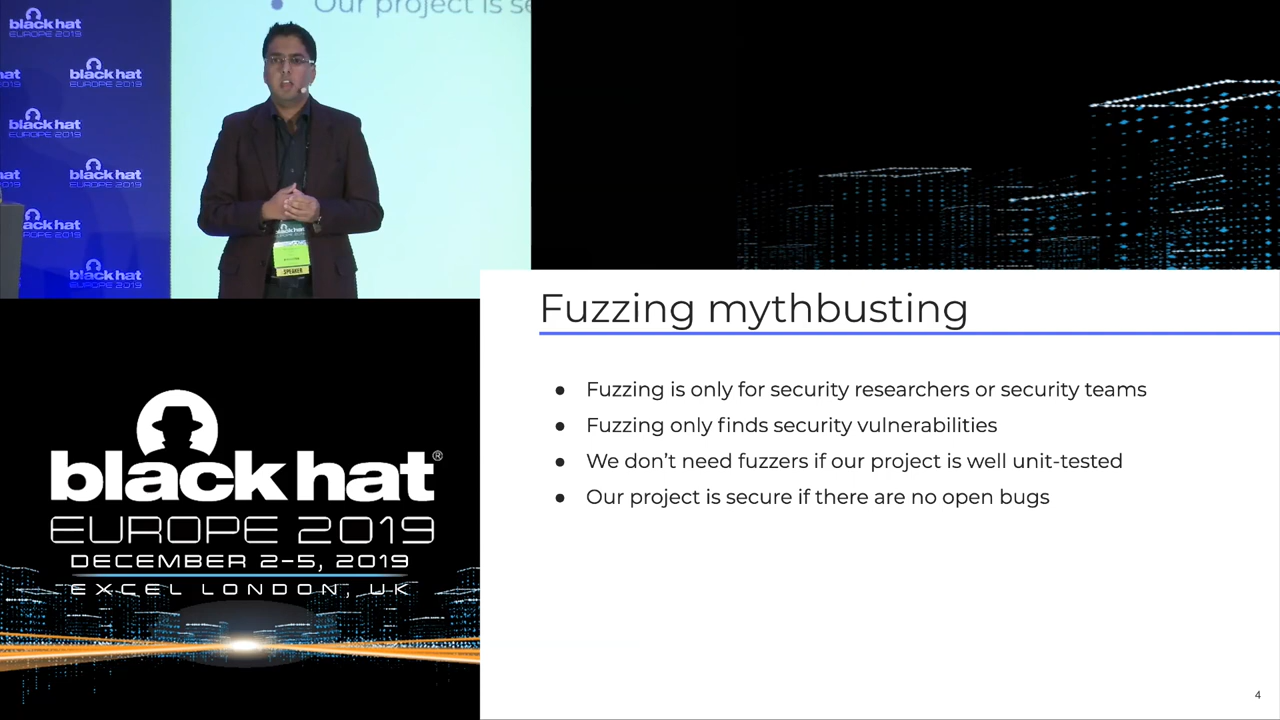 Our project is se
black hat
EUROPE 2019
hat
black hat
EUROPE 2019
black hat
EUROPE 2019
hat
black hat
EUROPE 2019
ack hat
EUROPE 2019
black hat
EUROPE 2019
SPEAKER
Fuzzing mythbusting
● Fuzzing is only for security researchers or security teams
● Fuzzing only finds security vulnerabilities
● We don’t need fuzzers if our project is well unit-tested
● Our project is secure if there are no open bugs
black hat®
EUROPE 2019
DECEMBER 2-5, 2019
EXCEL LONDON, UK
4